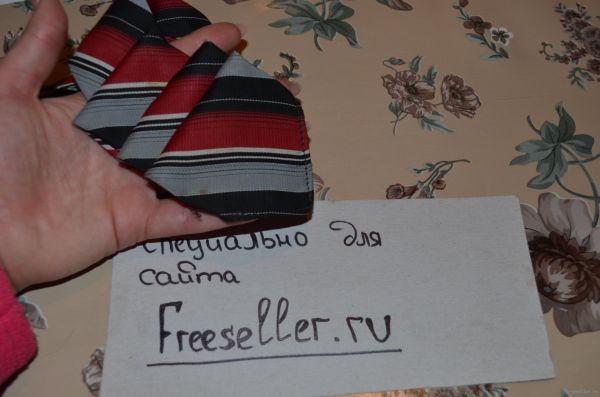 специально для
сайта
Freeseller.ru